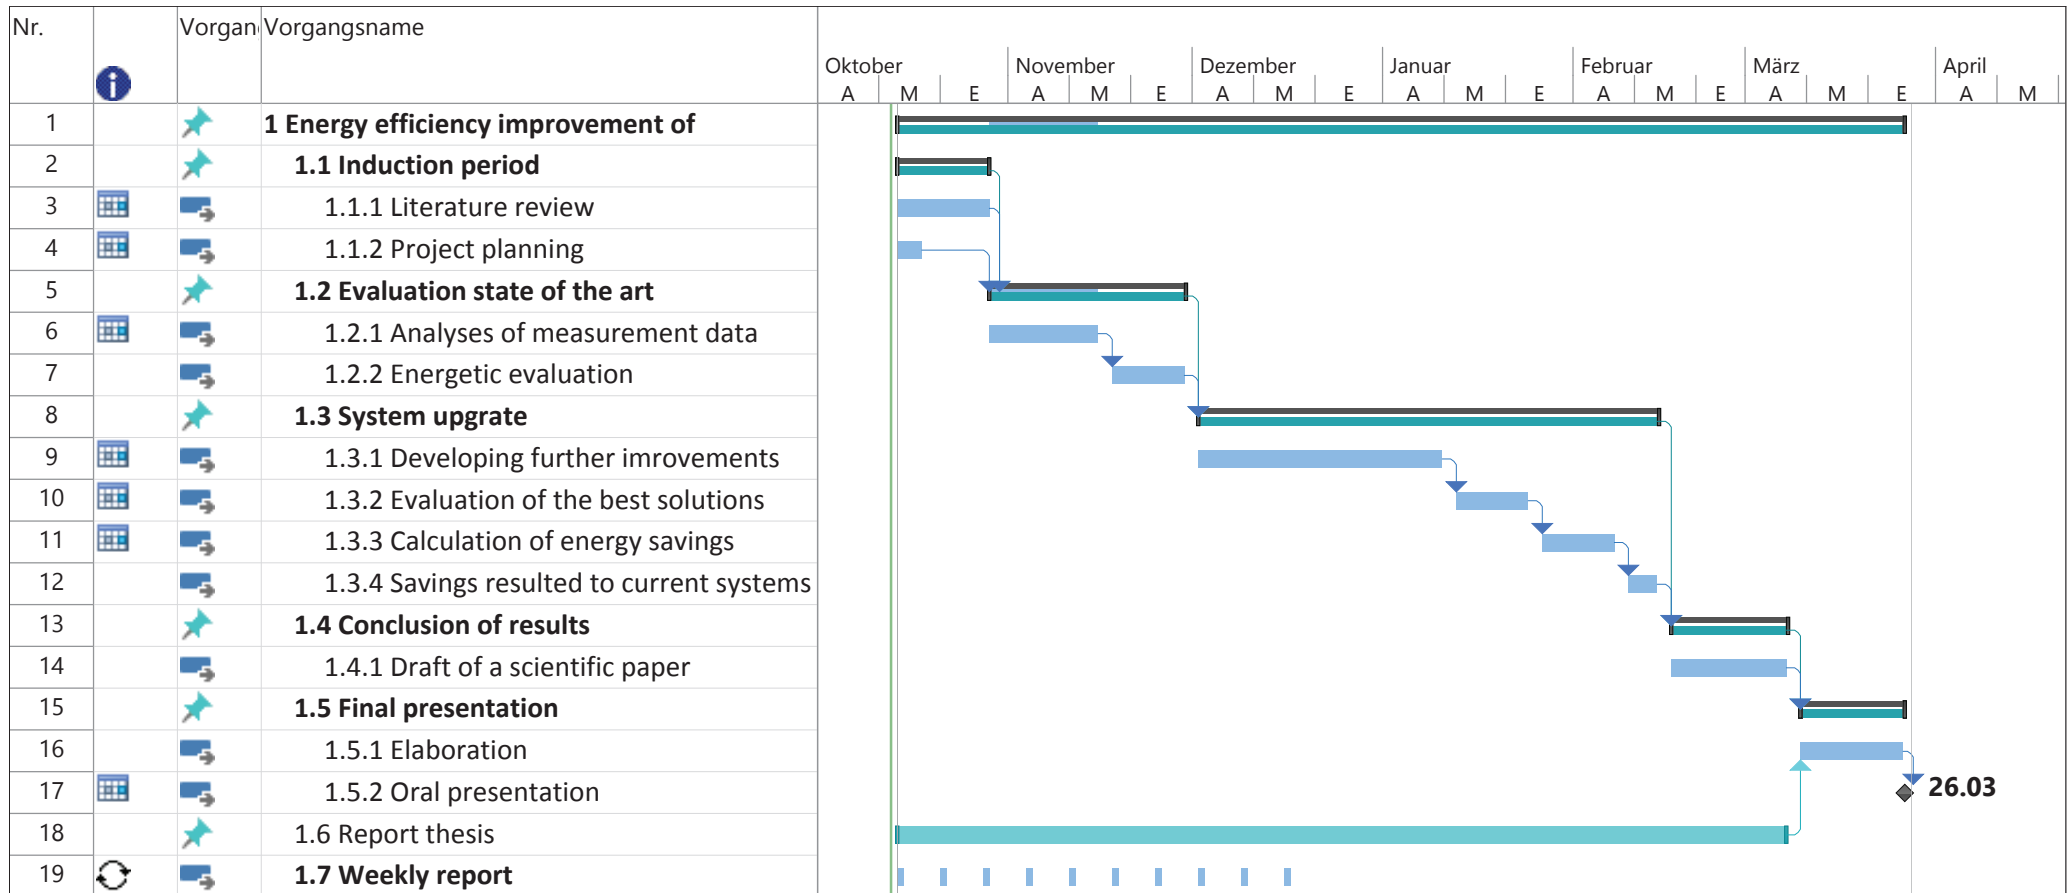 Nr. Vorgan Vorgangsname
Oktober November Dezember Januar Februar März April
A M E A M E A M E A M E A M E A M E A M
1 1 Energy efficiency improvement of
2 1.1 Induction period
3 1.1.1 Literature review
4 1.1.2 Project planning
5 1.2 Evaluation state of the art
6 1.2.1 Analyses of measurement data
7 1.2.2 Energetic evaluation
8 1.3 System upgrate
9 1.3.1 Developing further imrovements
10 1.3.2 Evaluation of the best solutions
11 1.3.3 Calculation of energy savings
12 1.3.4 Savings resulted to current systems
13 1.4 Conclusion of results
14 1.4.1 Draft of a scientific paper
15 1.5 Final presentation
16 1.5.1 Elaboration
17 1.5.2 Oral presentation 26.03
18 1.6 Report thesis
19 1.7 Weekly report